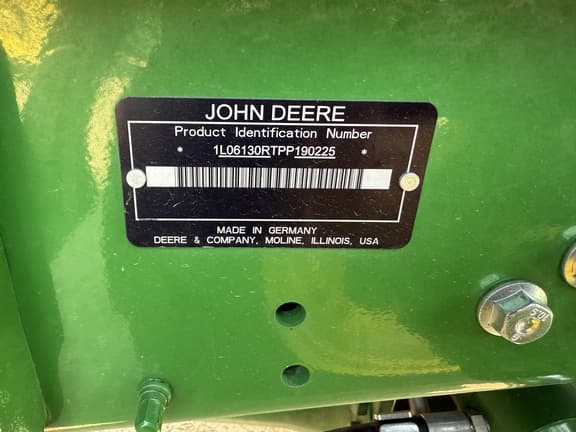 JOHN DEERE
Product Identification Number
* 1L06130RTPP190225 *
MADE IN GERMANY
DEERE & COMPANY, MOLINE, ILLINOIS, USA